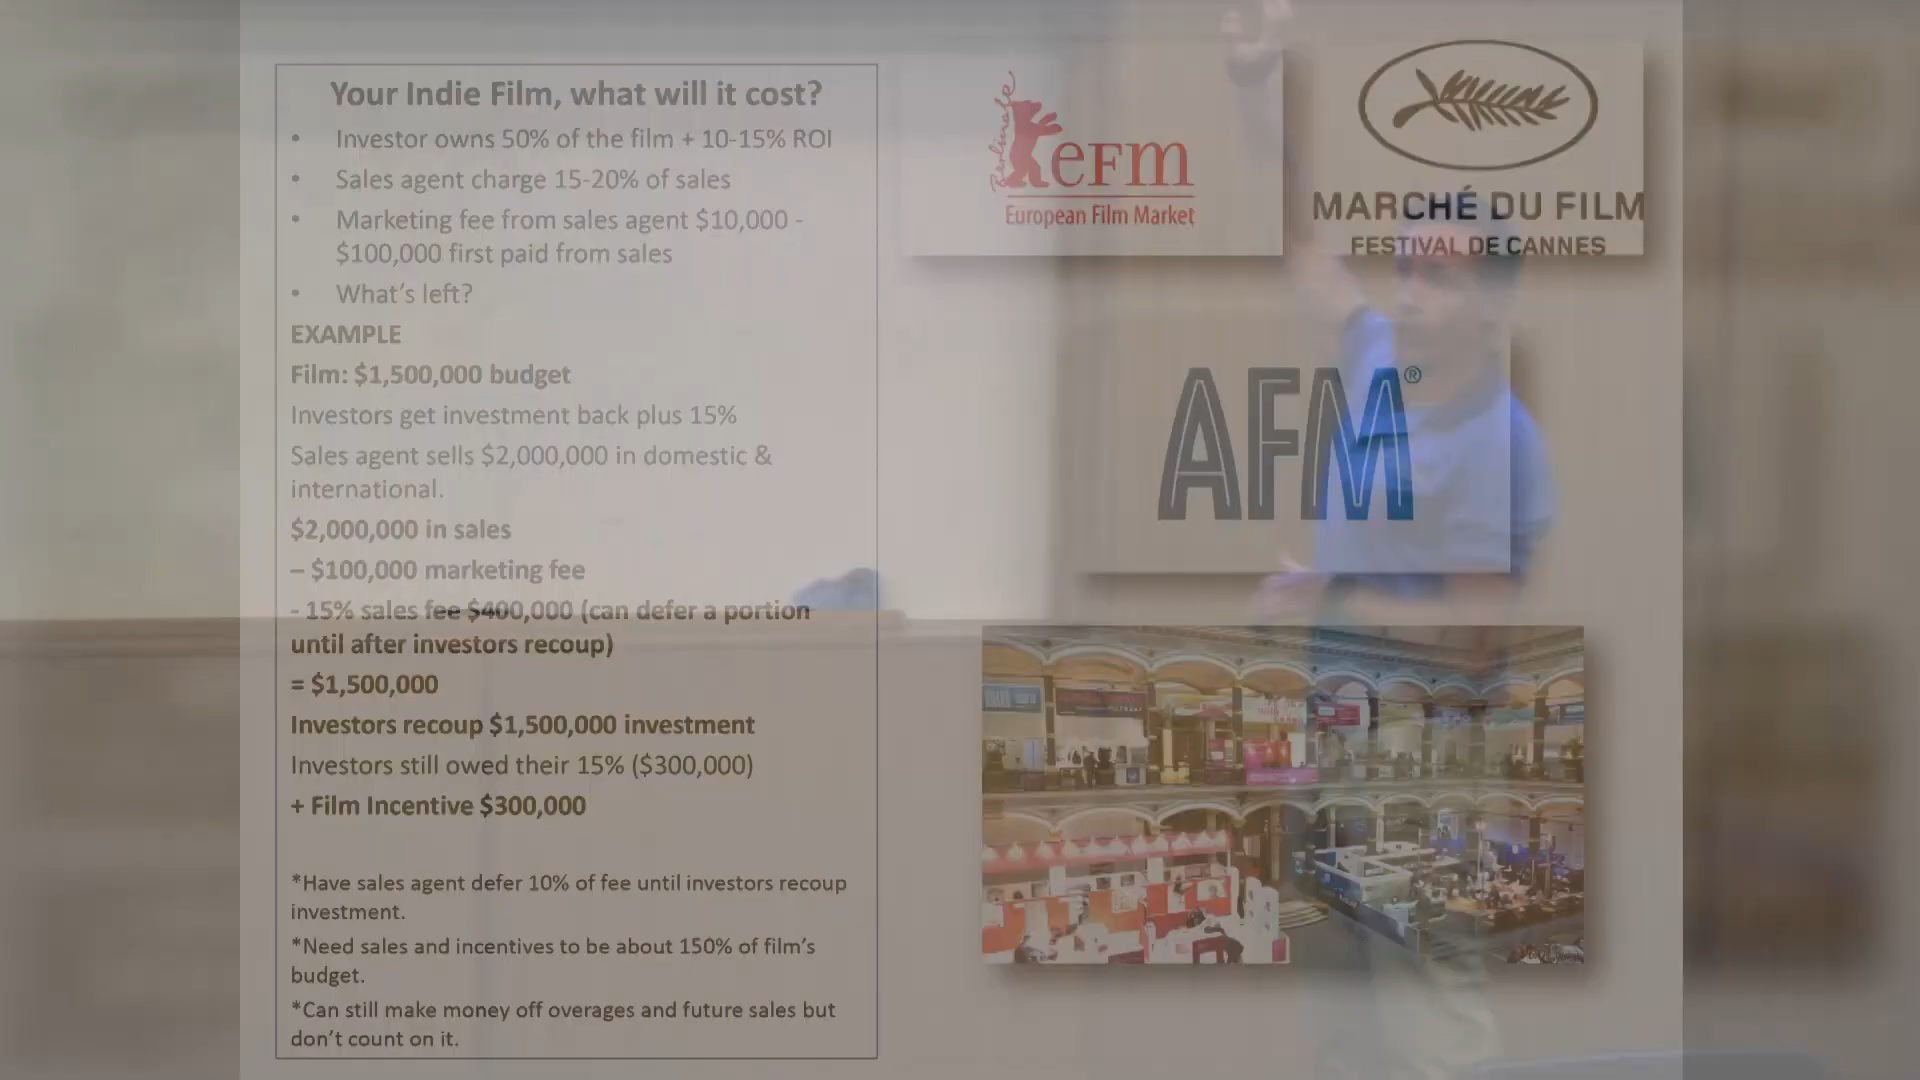 Your Indie Film, what will it cost?
• Investor owns 50% of the film + 10-15% ROI
• Sales agent charge 15-20% of sales
• Marketing fee from sales agent $10,000 -
$100,000 first paid from sales
• What's left?
EXAMPLE
Film: $1,500,000 budget
Investors get investment back plus 15%
Sales agent sells $2,000,000 in domestic &
international.
$2,000,000 in sales
– $100,000 marketing fee
- 15% sales fee $400,000 (can defer a portion
until after investors recoup)
= $1,500,000
Investors recoup $1,500,000 investment
Investors still owed their 15% ($300,000)
+ Film Incentive $300,000
*Have sales agent defer 10% of fee until investors recoup
investment.
*Need sales and incentives to be about 150% of film's
budget.
*Can still make money off overages and future sales but
don't count on it.
Berlinale
EFM
European Film Market
MARCHÉ DU FILM
FESTIVAL DE CANNES
AFM®